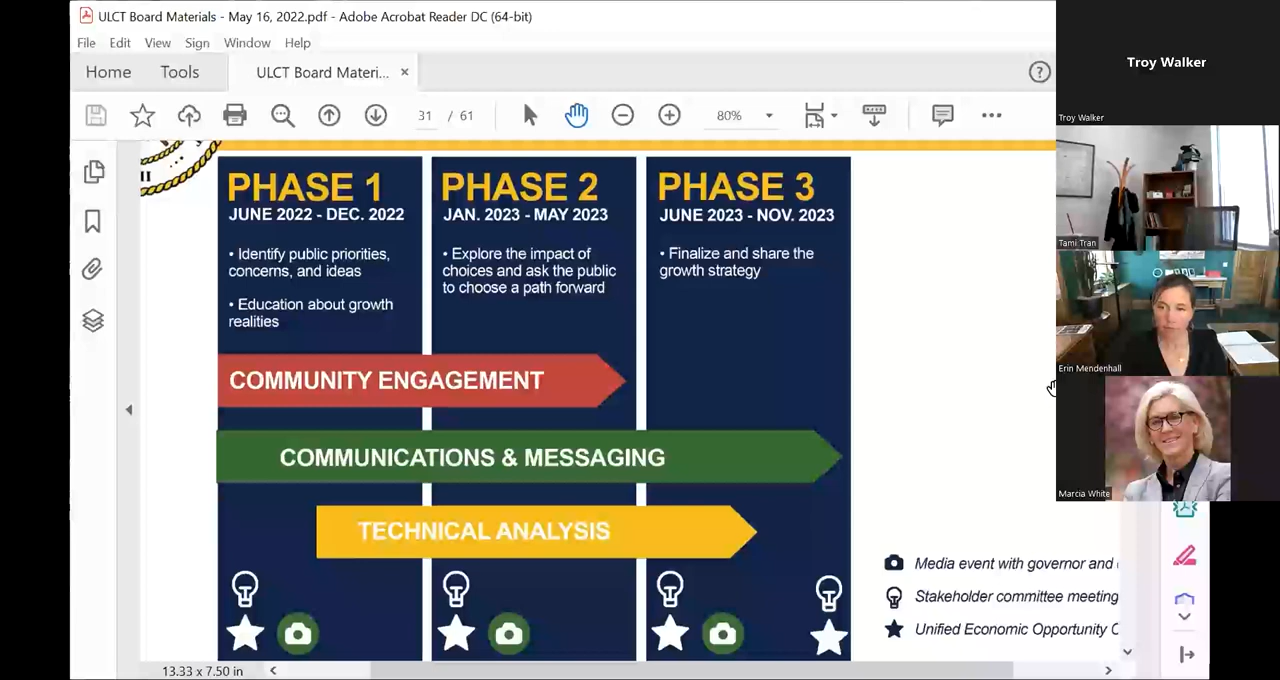 ULCT Board Materials - May 16, 2022.pdf - Adobe Acrobat Reader DC (64-bit)
File Edit View Sign Window Help
Home Tools ULCT Board Materi... ×
31 / 61 80%
II
PHASE 1
JUNE 2022 - DEC. 2022
• Identify public priorities,
concerns, and ideas
• Education about growth
realities
PHASE 2
JAN. 2023 - MAY 2023
• Explore the impact of
choices and ask the public
to choose a path forward
PHASE 3
JUNE 2023 - NOV. 2023
• Finalize and share the
growth strategy
COMMUNITY ENGAGEMENT
COMMUNICATIONS & MESSAGING
TECHNICAL ANALYSIS
Media event with governor and
Stakeholder committee meeting
Unified Economic Opportunity
13.33 x 7.50 in
Troy Walker
Troy Walker
Tami Tran
Erin Mendenhall
Marcia White